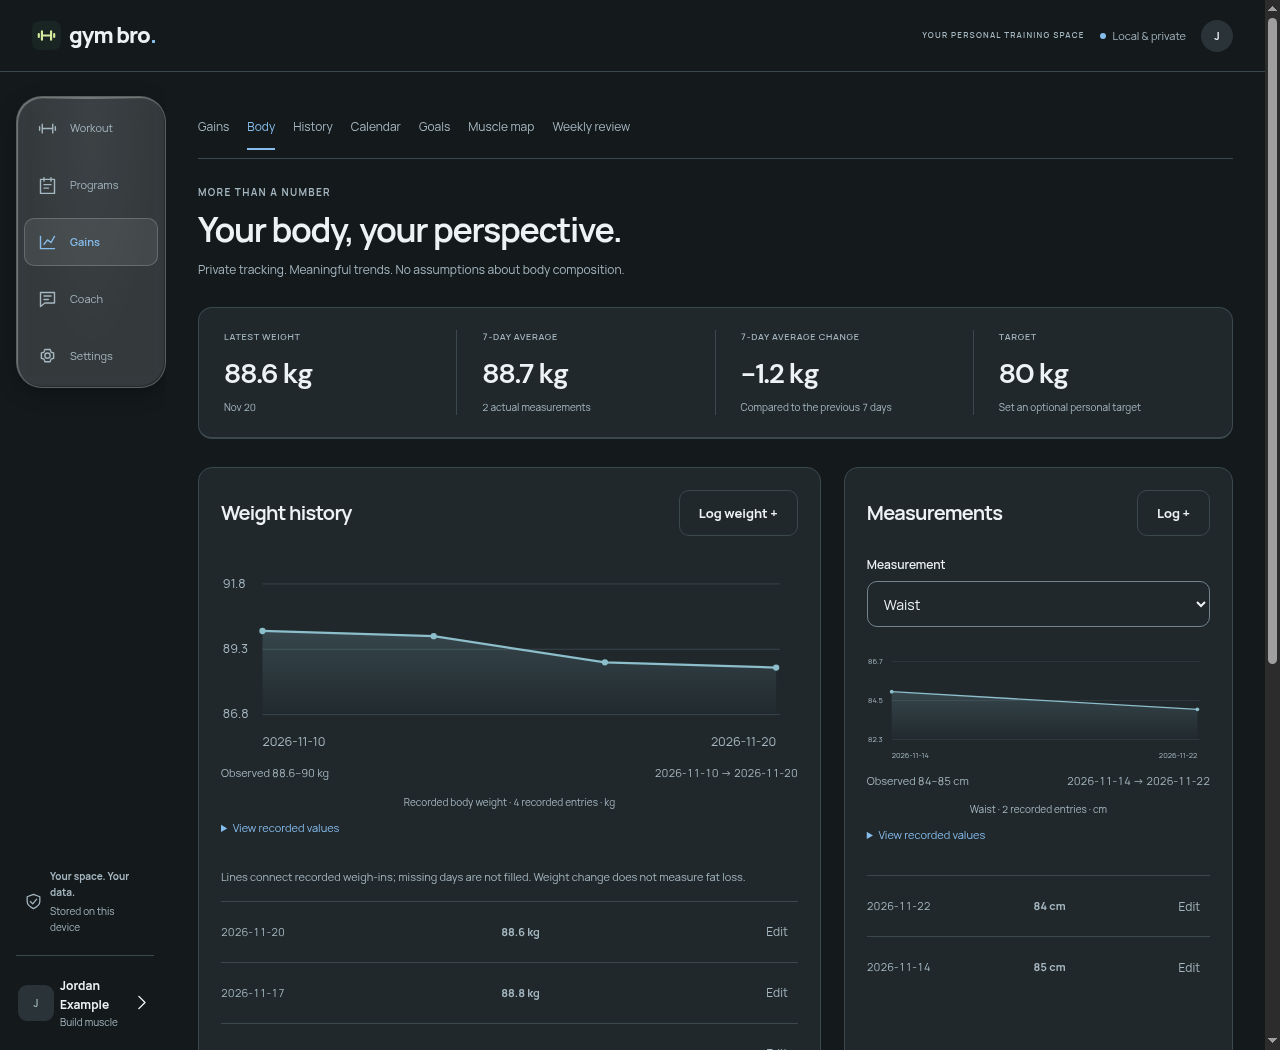 gym bro.
YOUR PERSONAL TRAINING SPACE
Local & private
J
Workout
Programs
Gains
Coach
Settings
Your space. Your
data.
Stored on this
device
J
Jordan
Example
Build muscle
Gains Body History Calendar Goals Muscle map Weekly review
MORE THAN A NUMBER
Your body, your perspective.
Private tracking. Meaningful trends. No assumptions about body composition.
LATEST WEIGHT
88.6 kg
Nov 20
7-DAY AVERAGE
88.7 kg
2 actual measurements
7-DAY AVERAGE CHANGE
−1.2 kg
Compared to the previous 7 days
TARGET
80 kg
Set an optional personal target
Weight history
Log weight +
91.8
89.3
86.8
2026-11-10 2026-11-20
Observed 88.6–90 kg 2026-11-10 → 2026-11-20
Recorded body weight · 4 recorded entries · kg
View recorded values
Lines connect recorded weigh-ins; missing days are not filled. Weight change does not measure fat loss.
2026-11-20 88.6 kg Edit
2026-11-17 88.8 kg Edit
Measurements
Log +
Measurement
Waist
86.7
84.5
82.3
2026-11-14 2026-11-22
Observed 84–85 cm 2026-11-14 → 2026-11-22
Waist · 2 recorded entries · cm
View recorded values
2026-11-22 84 cm Edit
2026-11-14 85 cm Edit